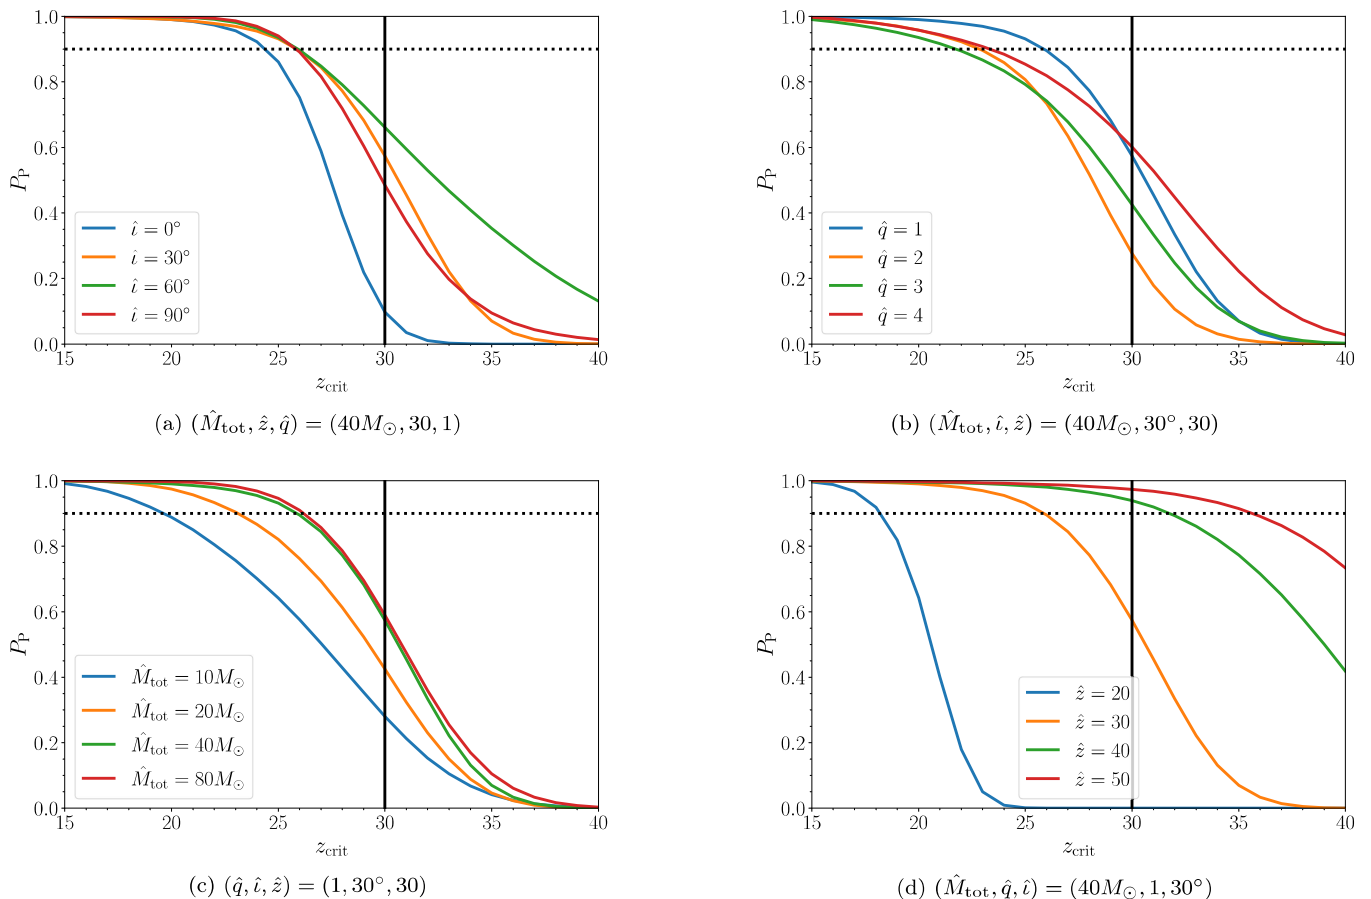 1.0
0.8
0.6
0.4
0.2
0.0
P_P
î = 0°
î = 30°
î = 60°
î = 90°
15 20 25 30 35 40
z_crit
(a) (M̂_tot, ẑ, q̂) = (40M_⊙, 30, 1)
1.0
0.8
0.6
0.4
0.2
0.0
P_P
q̂ = 1
q̂ = 2
q̂ = 3
q̂ = 4
15 20 25 30 35 40
z_crit
(b) (M̂_tot, î, ẑ) = (40M_⊙, 30°, 30)
1.0
0.8
0.6
0.4
0.2
0.0
P_P
M̂_tot = 10M_⊙
M̂_tot = 20M_⊙
M̂_tot = 40M_⊙
M̂_tot = 80M_⊙
15 20 25 30 35 40
z_crit
(c) (q̂, î, ẑ) = (1, 30°, 30)
1.0
0.8
0.6
0.4
0.2
0.0
P_P
ẑ = 20
ẑ = 30
ẑ = 40
ẑ = 50
15 20 25 30 35 40
z_crit
(d) (M̂_tot, q̂, î) = (40M_⊙, 1, 30°)